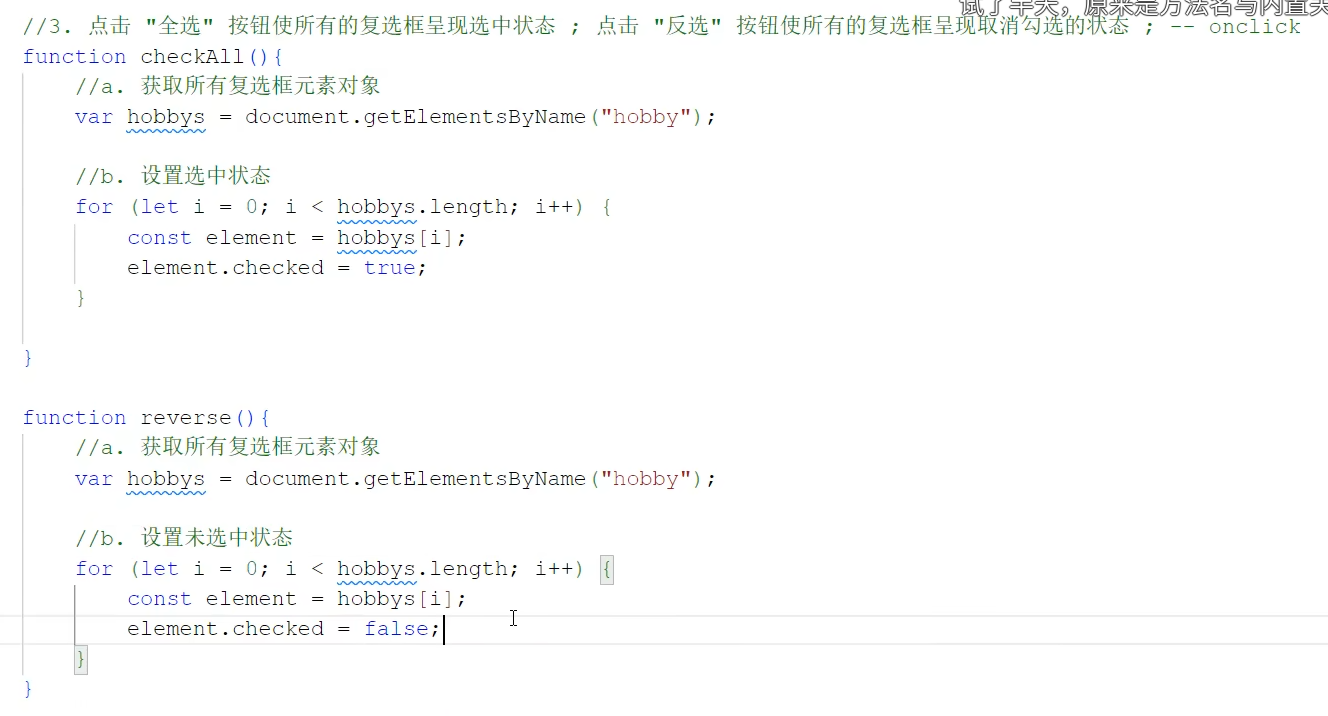 试了半天，原来是方法名与内置关
//3. 点击 "全选" 按钮使所有的复选框呈现选中状态 ; 点击 "反选" 按钮使所有的复选框呈现取消勾选的状态 ; -- onclick
function checkAll(){
    //a. 获取所有复选框元素对象
    var hobbys = document.getElementsByName("hobby");
    //b. 设置选中状态
    for (let i = 0; i < hobbys.length; i++) {
        const element = hobbys[i];
        element.checked = true;
    }
}
function reverse(){
    //a. 获取所有复选框元素对象
    var hobbys = document.getElementsByName("hobby");
    //b. 设置未选中状态
    for (let i = 0; i < hobbys.length; i++) {
        const element = hobbys[i];
        element.checked = false;
    }
}